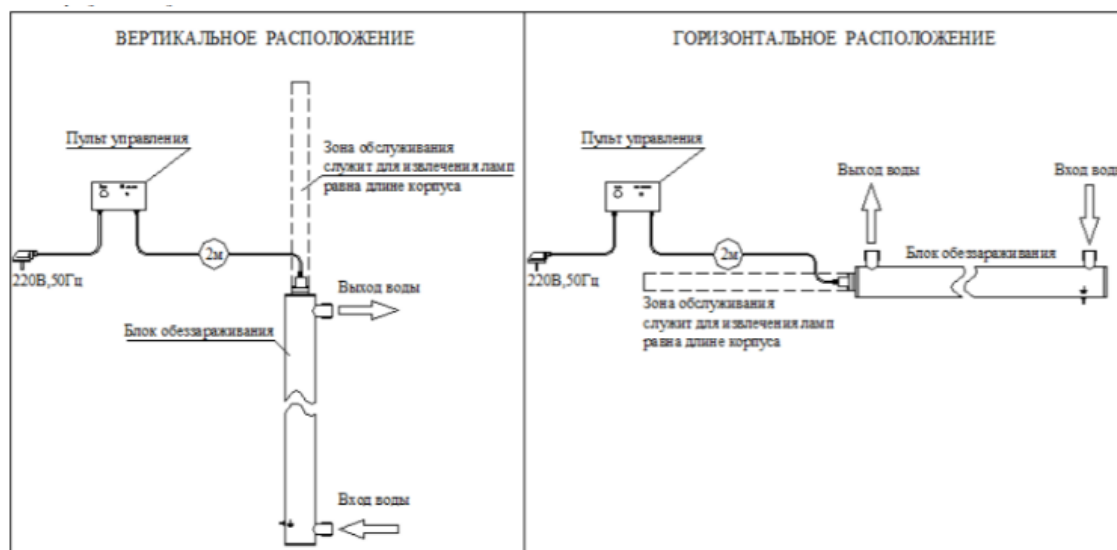 ВЕРТИКАЛЬНОЕ РАСПОЛОЖЕНИЕ
Пульт управления
Зона обслуживания
служит для извлечения ламп
равна длине корпуса
2м
220В,50Гц
Выход воды
Блок обеззараживания
Вход воды
ГОРИЗОНТАЛЬНОЕ РАСПОЛОЖЕНИЕ
Пульт управления
Выход воды
Вход воды
2м
Блок обеззараживания
220В,50Гц
Зона обслуживания
служит для извлечения ламп
равна длине корпуса